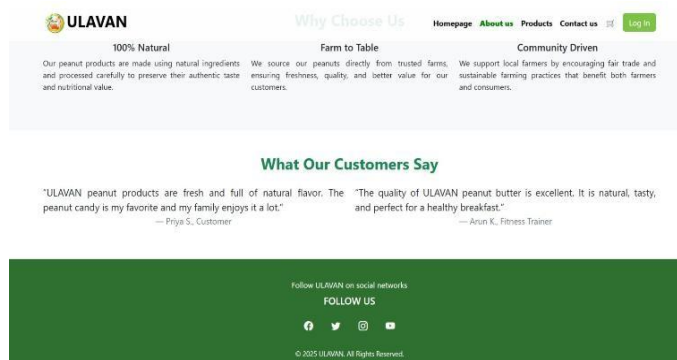 ULAVAN
Why Choose Us
Homepage About us Products Contact us Log In
100% Natural
Our peanut products are made using natural ingredients
and processed carefully to preserve their authentic taste
and nutritional value.
Farm to Table
We source our peanuts directly from trusted farms,
ensuring freshness, quality, and better value for our
customers.
Community Driven
We support local farmers by encouraging fair trade and
sustainable farming practices that benefit both farmers
and consumers.
What Our Customers Say
"ULAVAN peanut products are fresh and full of natural flavor. The
peanut candy is my favorite and my family enjoys it a lot."
— Priya S., Customer
"The quality of ULAVAN peanut butter is excellent. It is natural, tasty,
and perfect for a healthy breakfast."
— Arun K., Fitness Trainer
Follow ULAVAN on social networks
FOLLOW US
© 2025 ULAVAN. All Rights Reserved.